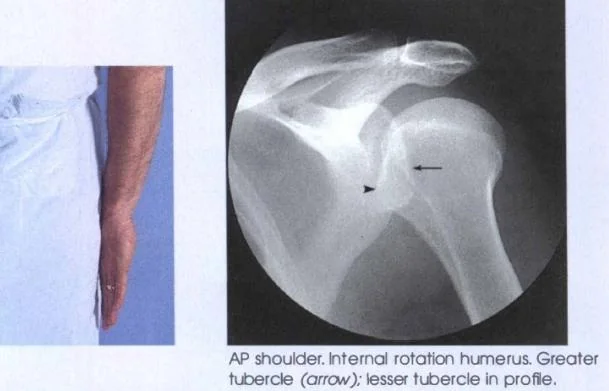 AP shoulder. Internal rotation humerus. Greater
tubercle (arrow); lesser tubercle in profile.